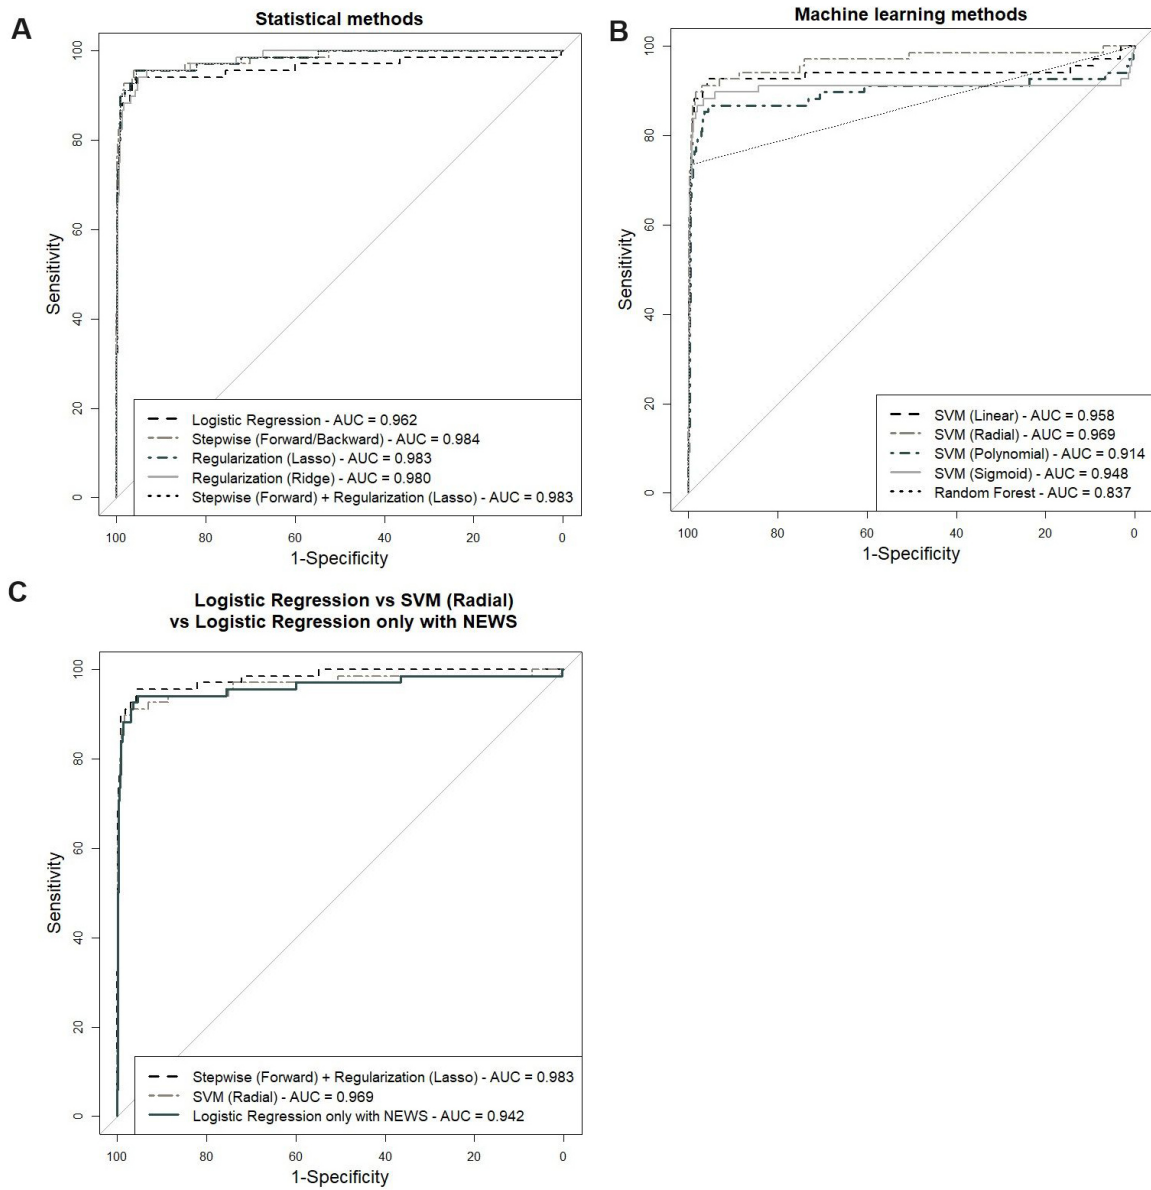 A
Statistical methods
Sensitivity
100
80
60
40
20
0
Logistic Regression - AUC = 0.962
Stepwise (Forward/Backward) - AUC = 0.984
Regularization (Lasso) - AUC = 0.983
Regularization (Ridge) - AUC = 0.980
Stepwise (Forward) + Regularization (Lasso) - AUC = 0.983
100 80 60 40 20 0
1-Specificity
B
Machine learning methods
Sensitivity
100
80
60
40
20
0
SVM (Linear) - AUC = 0.958
SVM (Radial) - AUC = 0.969
SVM (Polynomial) - AUC = 0.914
SVM (Sigmoid) - AUC = 0.948
Random Forest - AUC = 0.837
100 80 60 40 20 0
1-Specificity
C
Logistic Regression vs SVM (Radial)
vs Logistic Regression only with NEWS
Sensitivity
100
80
60
40
20
0
Stepwise (Forward) + Regularization (Lasso) - AUC = 0.983
SVM (Radial) - AUC = 0.969
Logistic Regression only with NEWS - AUC = 0.942
100 80 60 40 20 0
1-Specificity